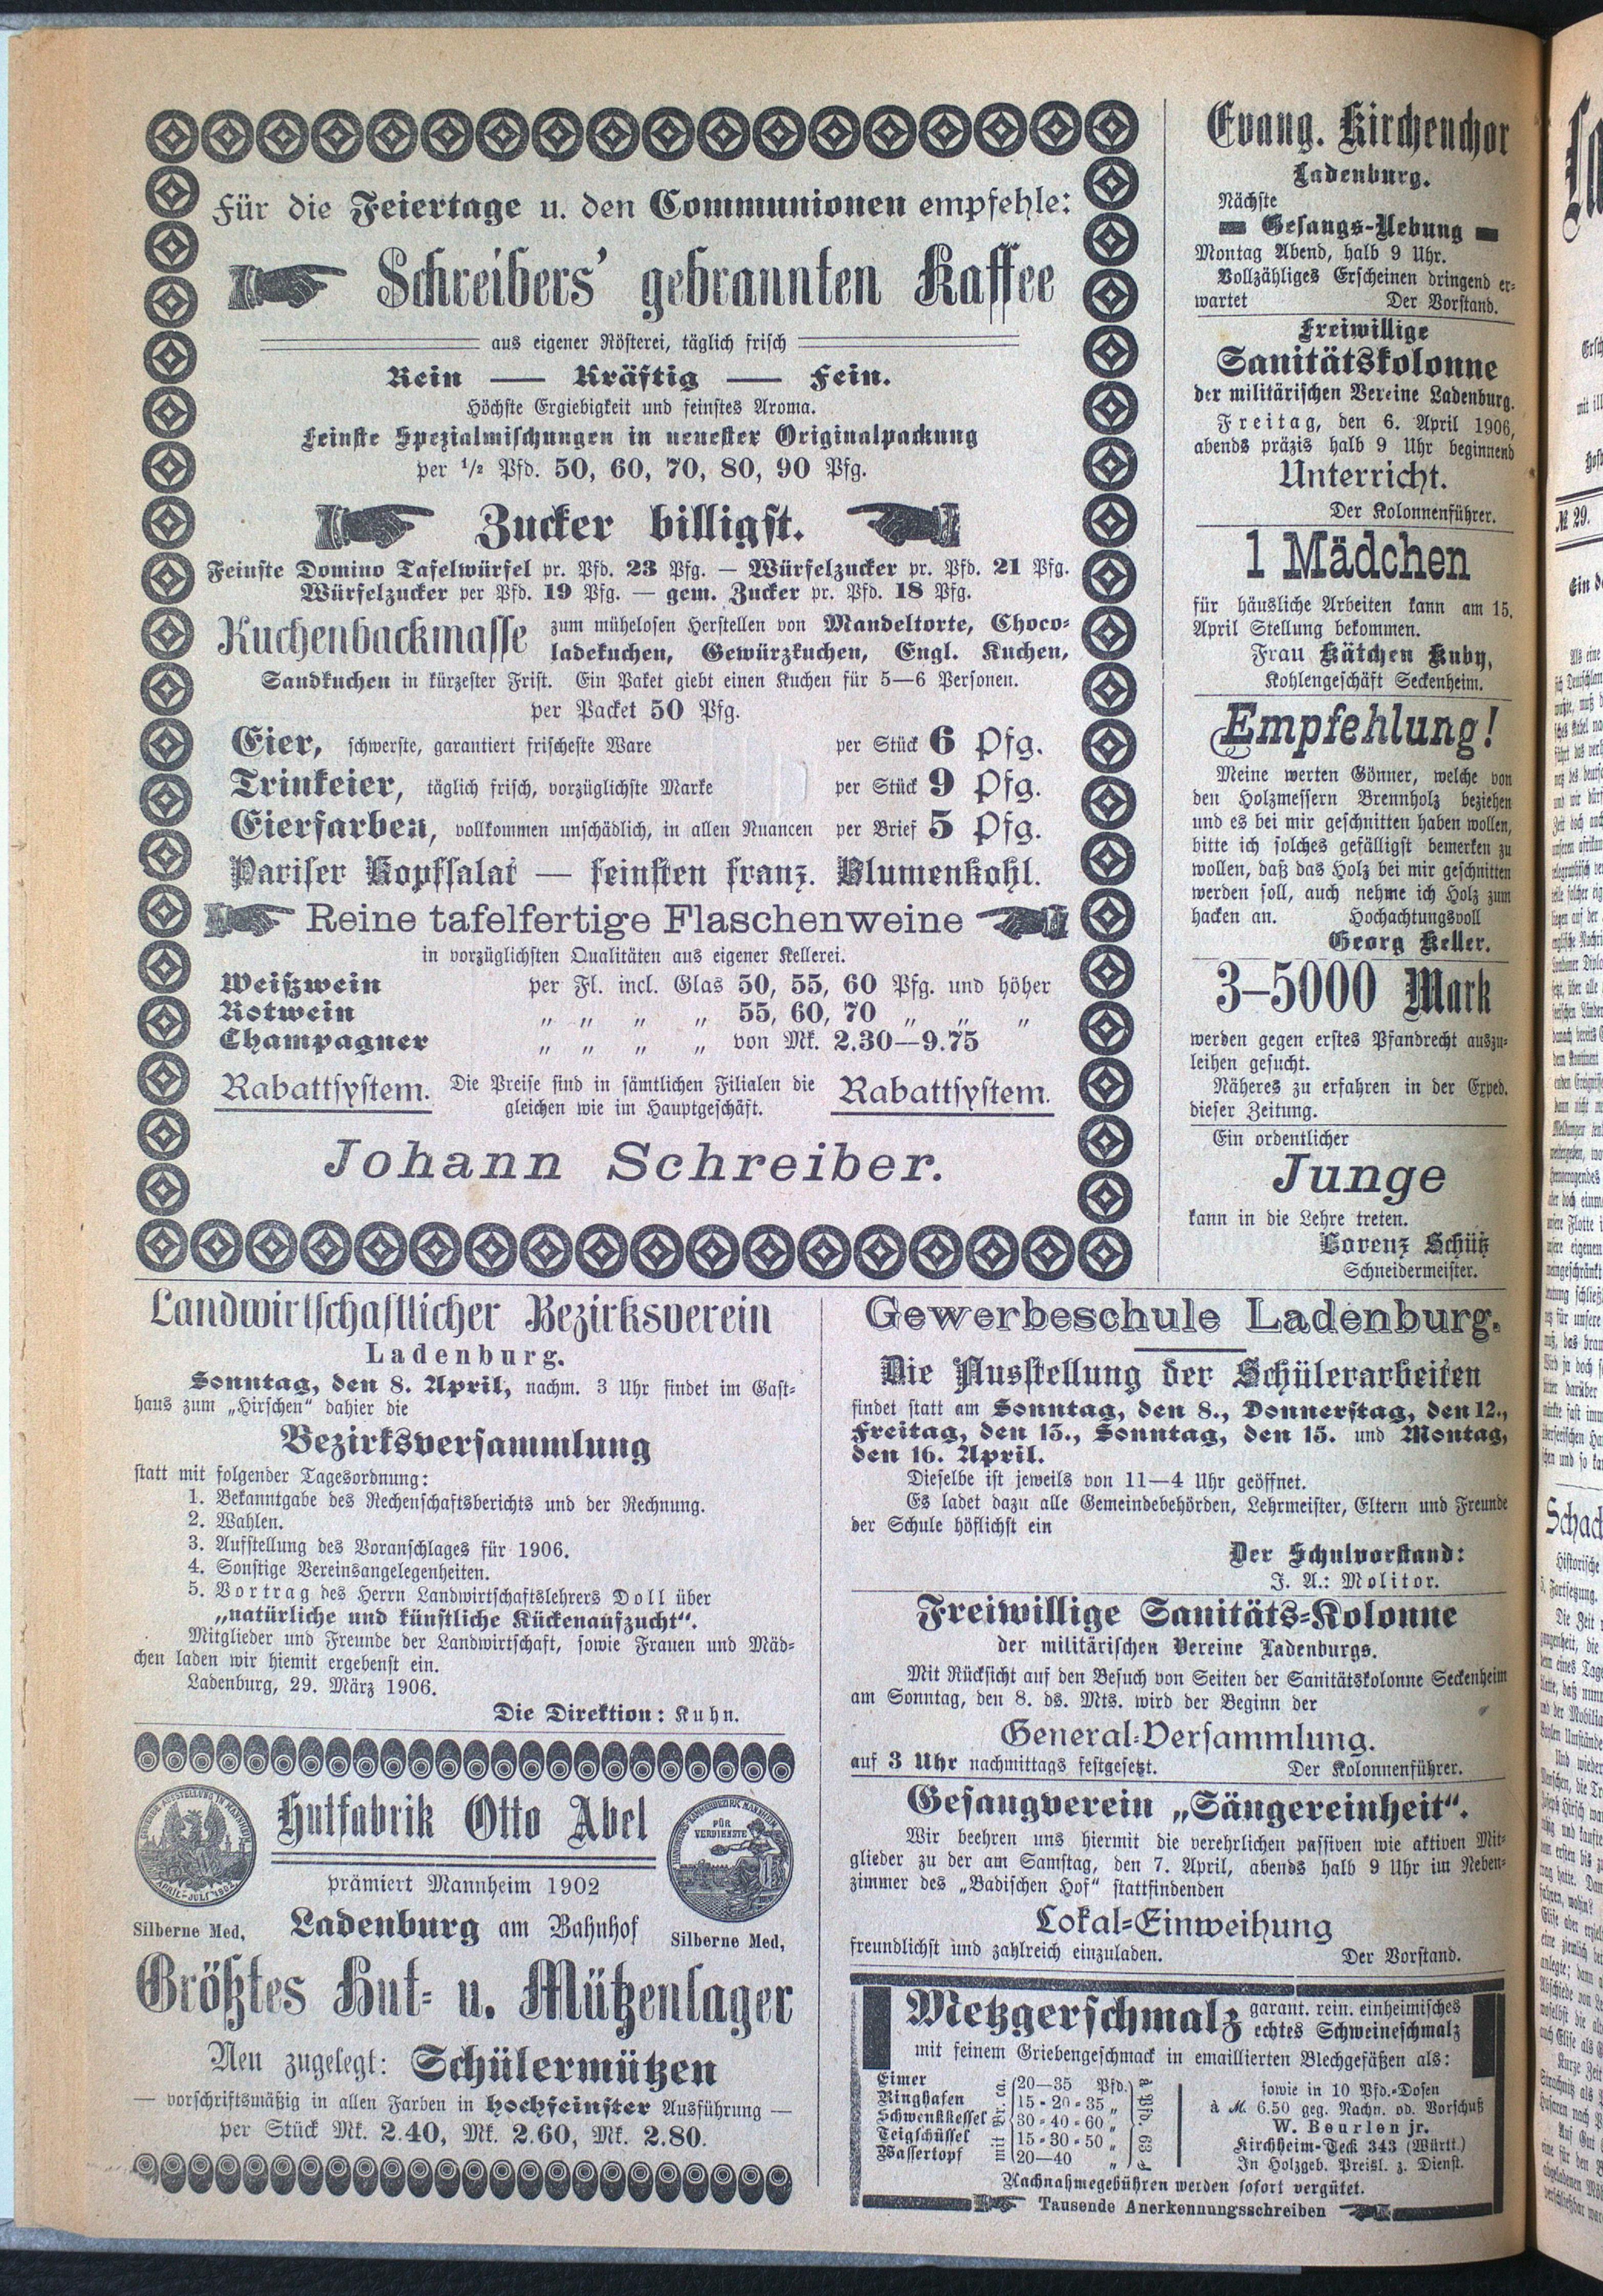 Für die Feiertage u. den Communionen empfehle:
Schreibers' gebrannten Kaffee
aus eigener Rösterei, täglich frisch
Rein — Kräftig — Fein.
Höchste Ergiebigkeit und feinstes Aroma.
Feinste Spezialmischungen in neuester Originalpackung
per 1/2 Pfd. 50, 60, 70, 80, 90 Pfg.
Zucker billigst.
Feinste Domino Tafelwürfel pr. Pfd. 23 Pfg. — Würfelzucker pr. Pfd. 21 Pfg.
Würfelzucker per Pfd. 19 Pfg. — gem. Zucker pr. Pfd. 18 Pfg.
Kuchenbackmasse zum mühelosen Herstellen von Mandeltorte, Choco-
ladekuchen, Gewürzkuchen, Engl. Kuchen,
Sandkuchen in kürzester Frist. Ein Paket giebt einen Kuchen für 5—6 Personen.
per Packet 50 Pfg.
Eier, schwerste, garantiert frischeste Ware per Stück 6 Pfg.
Trinkeier, täglich frisch, vorzüglichste Marke per Stück 9 Pfg.
Eierfarben, vollkommen unschädlich, in allen Nuancen per Brief 5 Pfg.
Pariser Kopfsalat — feinsten franz. Blumenkohl.
Reine tafelfertige Flaschenweine
in vorzüglichsten Qualitäten aus eigener Kellerei.
Weißwein per Fl. incl. Glas 50, 55, 60 Pfg. und höher
Rotwein „ „ „ „ 55, 60, 70 „ „ „
Champagner „ „ „ „ von Mk. 2.30—9.75
Rabattsystem. Die Preise sind in sämtlichen Filialen die Rabattsystem.
gleichen wie im Hauptgeschäft.
Johann Schreiber.
Evang. Kirchenchor
Ladenburg.
Nächste
Gesangs-Uebung
Montag Abend, halb 9 Uhr.
Vollzähliges Erscheinen dringend er-
wartet Der Vorstand.
Freiwillige
Sanitätskolonne
der militärischen Vereine Ladenburg.
Freitag, den 6. April 1906,
abends präzis halb 9 Uhr beginnend
Unterricht.
Der Kolonnenführer.
1 Mädchen
für häusliche Arbeiten kann am 15.
April Stellung bekommen.
Frau Kätchen Kuby,
Kohlengeschäft Seckenheim.
Empfehlung!
Meine werten Gönner, welche von
den Holzmessern Brennholz beziehen
und es bei mir geschnitten haben wollen,
bitte ich solches gefälligst bemerken zu
wollen, daß das Holz bei mir geschnitten
werden soll, auch nehme ich Holz zum
hacken an. Hochachtungsvoll
Georg Keller.
3–5000 Mark
werden gegen erstes Pfandrecht auszu-
leihen gesucht.
Näheres zu erfahren in der Exped.
dieser Zeitung.
Ein ordentlicher
Junge
kann in die Lehre treten.
Lorenz Schütz
Schneidermeister.
Landwirtschaftlicher Bezirksverein
Ladenburg.
Sonntag, den 8. April, nachm. 3 Uhr findet im Gast-
haus zum „Hirschen" dahier die
Bezirksversammlung
statt mit folgender Tagesordnung:
1. Bekanntgabe des Rechenschaftsberichts und der Rechnung.
2. Wahlen.
3. Aufstellung des Voranschlages für 1906.
4. Sonstige Vereinsangelegenheiten.
5. Vortrag des Herrn Landwirtschaftslehrers Doll über
„natürliche und künstliche Kückenaufzucht".
Mitglieder und Freunde der Landwirtschaft, sowie Frauen und Mäd-
chen laden wir hiemit ergebenst ein.
Ladenburg, 29. März 1906.
Die Direktion: Kuhn.
Hutfabrik Otto Abel
FÜR
VERDIENSTE
APRIL-JULI 1902
prämiert Mannheim 1902
Silberne Med, Ladenburg am Bahnhof Silberne Med,
Größtes Hut- u. Mützenlager
Neu zugelegt: Schülermützen
— vorschriftsmäßig in allen Farben in hochfeinster Ausführung —
per Stück Mk. 2.40, Mk. 2.60, Mk. 2.80.
Gewerbeschule Ladenburg.
Die Ausstellung der Schülerarbeiten
findet statt am Sonntag, den 8., Donnerstag, den 12.,
Freitag, den 13., Sonntag, den 15. und Montag,
den 16. April.
Dieselbe ist jeweils von 11—4 Uhr geöffnet.
Es ladet dazu alle Gemeindebehörden, Lehrmeister, Eltern und Freunde
der Schule höflichst ein
Der Schulvorstand:
J. A.: Molitor.
Freiwillige Sanitäts-Kolonne
der militärischen Vereine Ladenburgs.
Mit Rücksicht auf den Besuch von Seiten der Sanitätskolonne Seckenheim
am Sonntag, den 8. ds. Mts. wird der Beginn der
General-Versammlung.
auf 3 Uhr nachmittags festgesetzt. Der Kolonnenführer.
Gesangverein „Sängereinheit".
Wir beehren uns hiermit die verehrlichen passiven wie aktiven Mit-
glieder zu der am Samstag, den 7. April, abends halb 9 Uhr im Neben-
zimmer des „Badischen Hof" stattfindenden
Lokal-Einweihung
freundlichst und zahlreich einzuladen. Der Vorstand.
Metzgerschmalz garant. rein. einheimisches
echtes Schweineschmalz
mit feinem Griebengeschmack in emaillierten Blechgefäßen als:
Eimer 20—35 Pfd.
Ringhafen 15 - 20 - 35 „
Schwenkkessel 30 - 40 - 60 „
Teigschüssel 15 - 30 - 50 „
Wassertopf 20—40 „
sowie in 10 Pfd.-Dosen
à M. 6.50 geg. Nachn. od. Vorschuß
W. Beurlen jr.
Kirchheim-Teck 343 (Württ.)
In Holzgeb. Preisl. z. Dienst.
Nachnahmegebühren werden sofort vergütet.
Tausende Anerkennungsschreiben
№ 29.